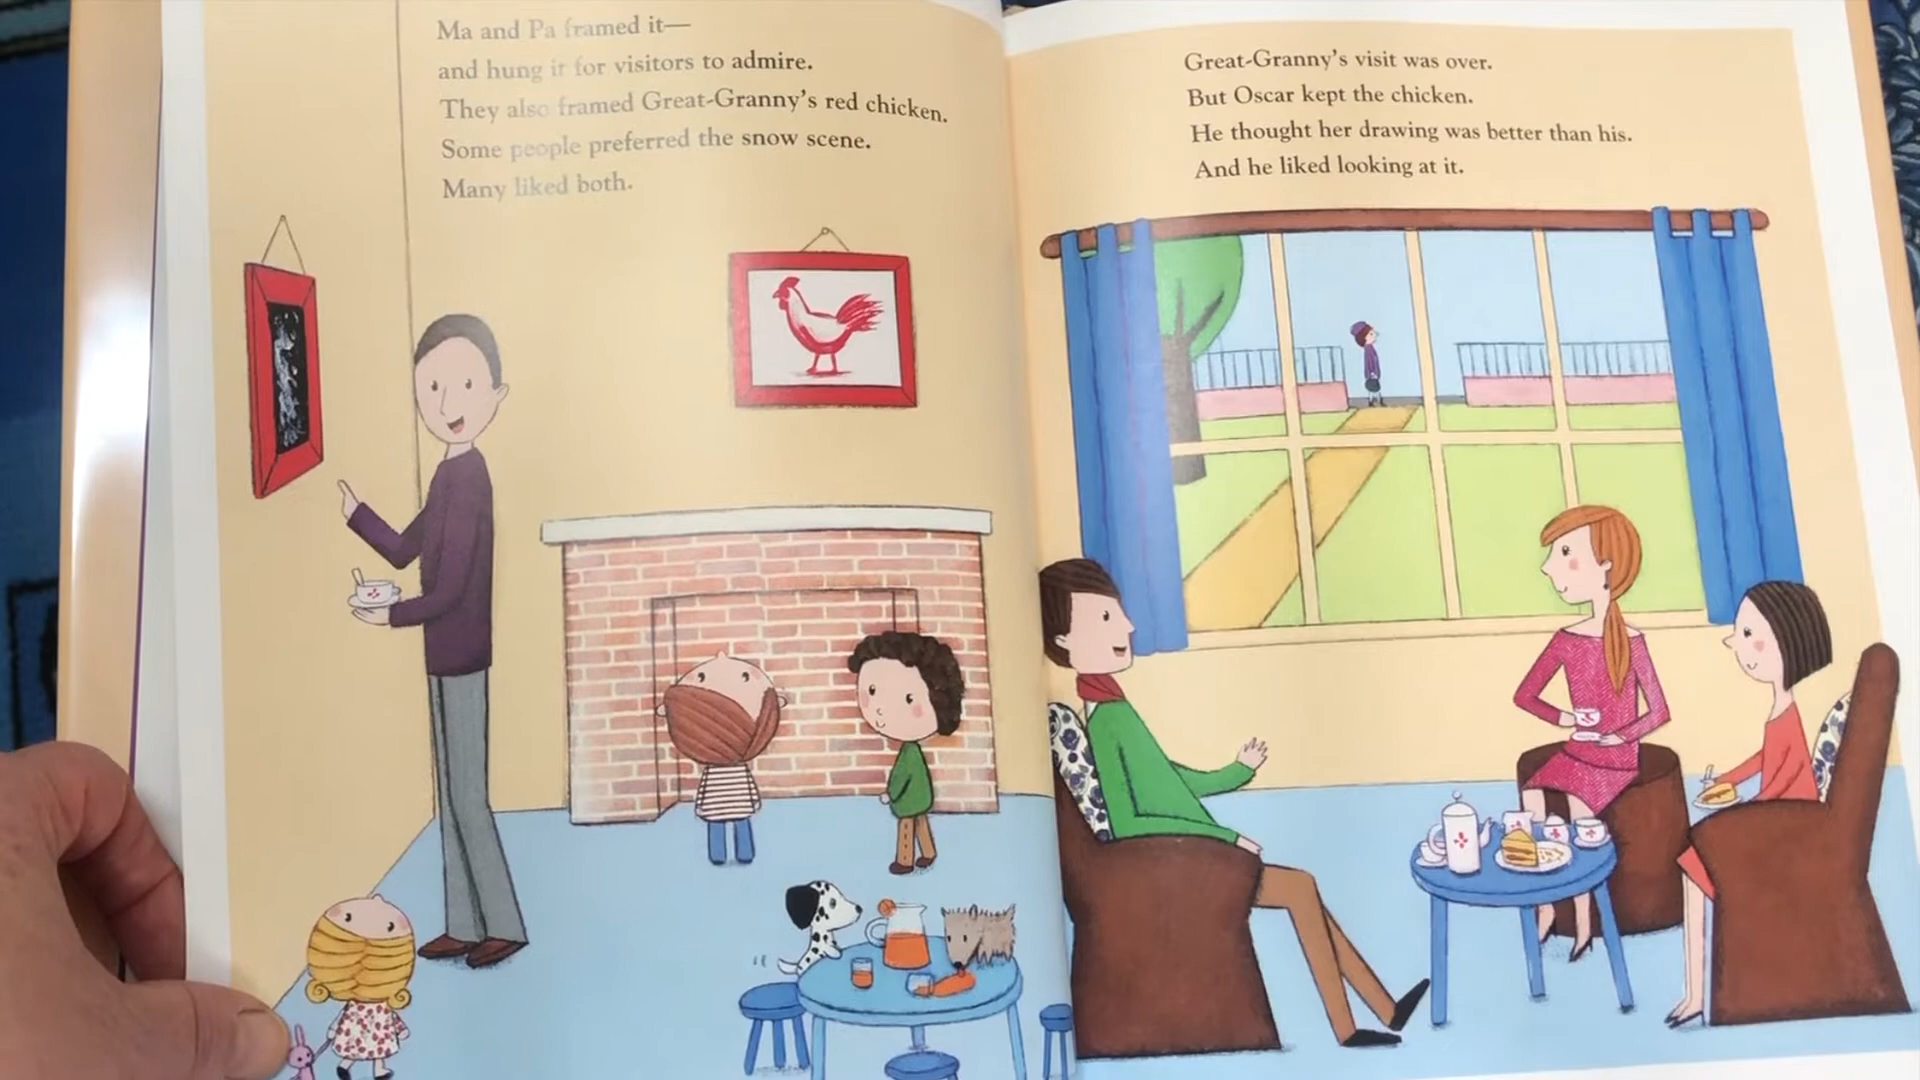 Ma and Pa framed it—
and hung it for visitors to admire.
They also framed Great-Granny's red chicken.
Some people preferred the snow scene.
Many liked both.
Great-Granny's visit was over.
But Oscar kept the chicken.
He thought her drawing was better than his.
And he liked looking at it.